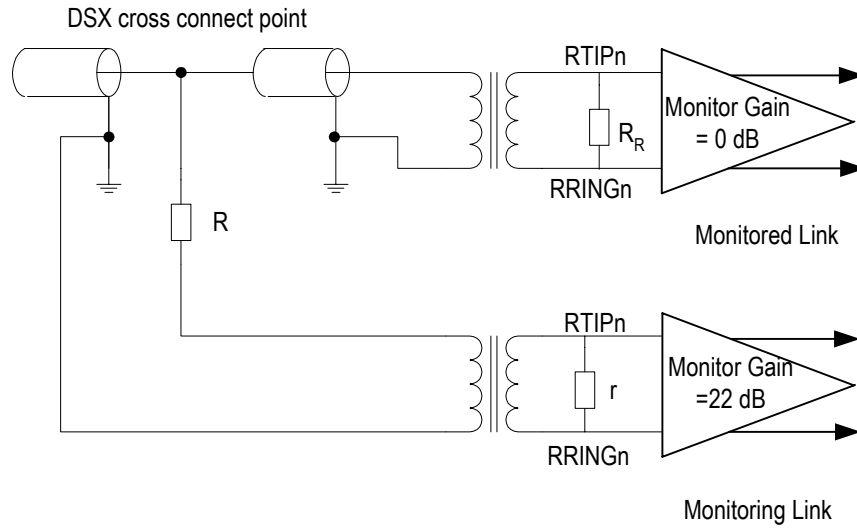 DSX cross connect point
RTIPn
Monitor Gain
= 0 dB
R_R
RRINGn
R
Monitored Link
RTIPn
Monitor Gain
=22 dB
r
RRINGn
Monitoring Link